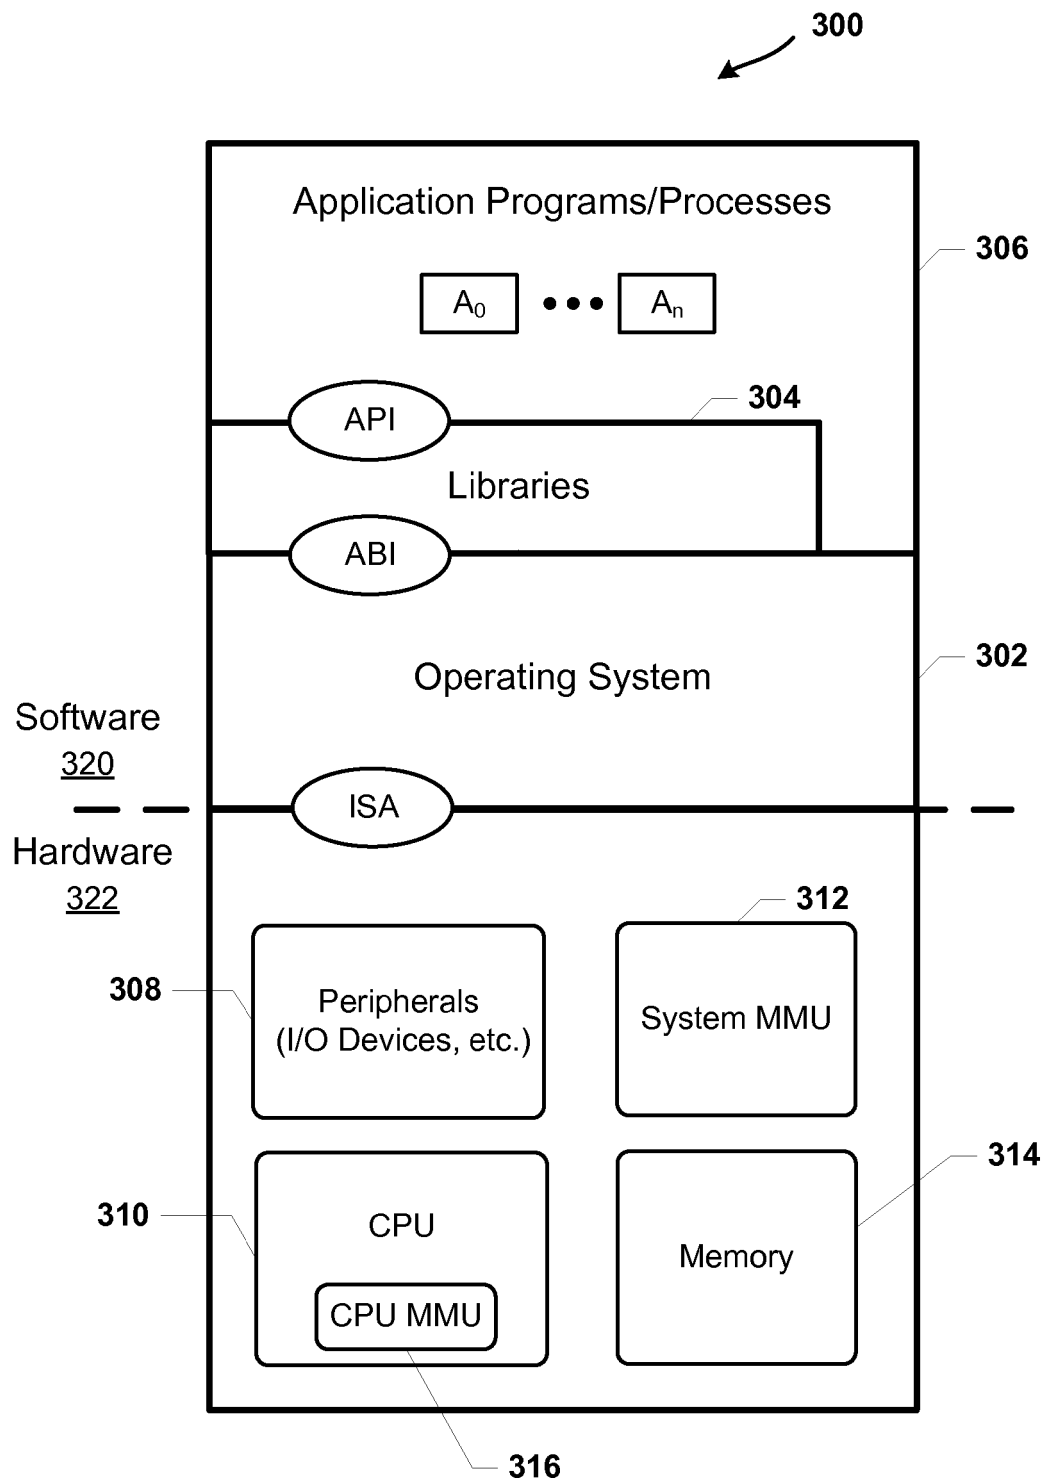 300
Application Programs/Processes
306
A0 ••• An
304
API
Libraries
ABI
302
Operating System
Software
320
ISA
Hardware
322
312
308
Peripherals
(I/O Devices, etc.)
System MMU
314
310
CPU
Memory
CPU MMU
316